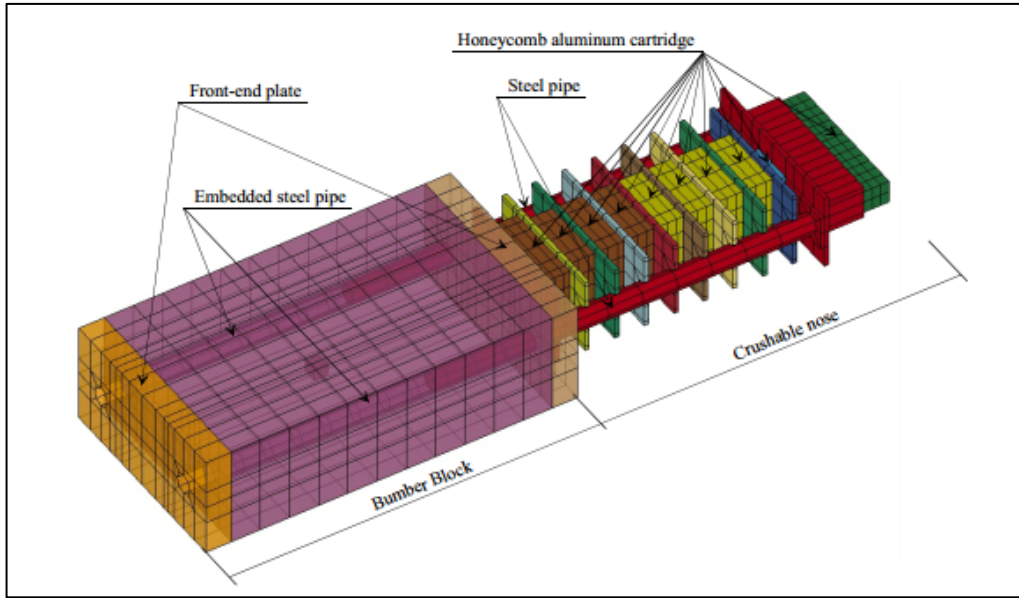 Honeycomb aluminum cartridge
Front-end plate
Steel pipe
Embedded steel pipe
Crushable nose
Bumber Block